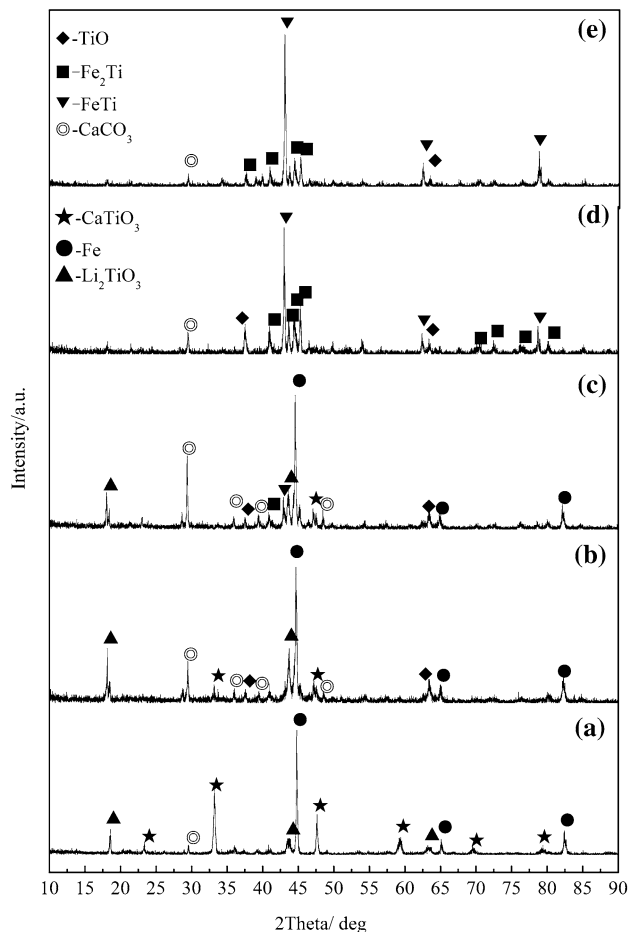 (e)
◆-TiO
■-Fe₂Ti
▼-FeTi
◎-CaCO₃
(d)
★-CaTiO₃
●-Fe
▲-Li₂TiO₃
(c)
(b)
(a)
Intensity/a.u.
10 15 20 25 30 35 40 45 50 55 60 65 70 75 80 85 90
2Theta/ deg